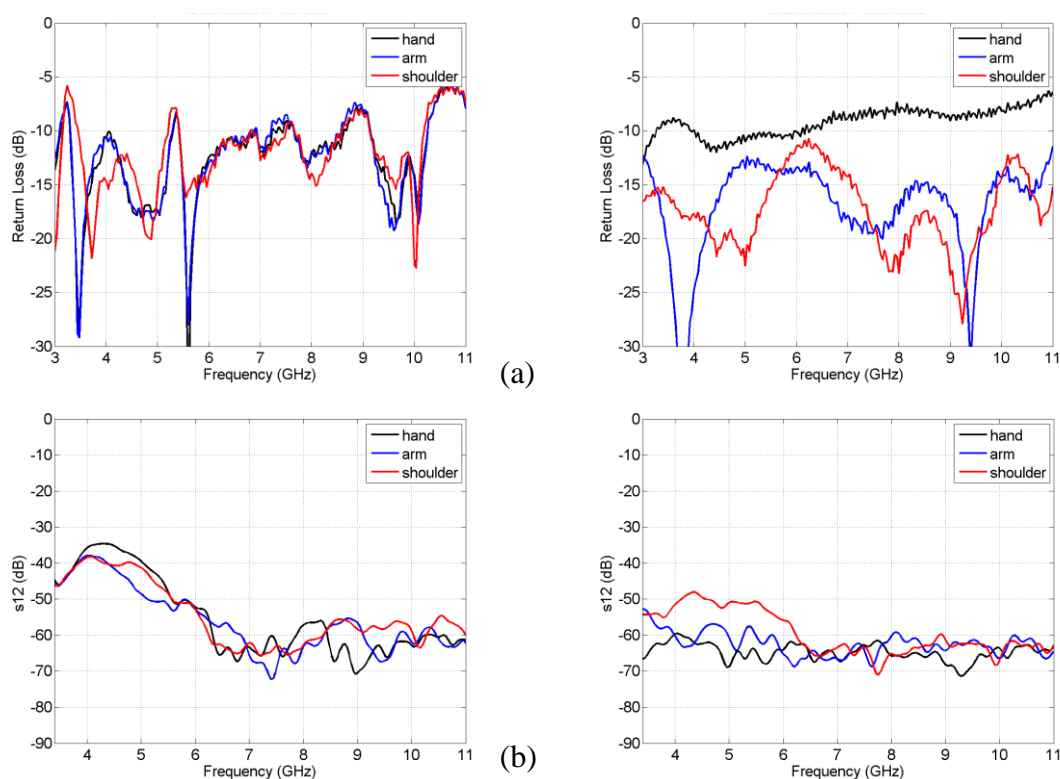 0
-5
-10
-15
-20
-25
-30
Return Loss (dB)
3 4 5 6 7 8 9 10 11
Frequency (GHz)
hand
arm
shoulder
0
-5
-10
-15
-20
-25
-30
Return Loss (dB)
3 4 5 6 7 8 9 10 11
Frequency (GHz)
hand
arm
shoulder
(a)
0
-10
-20
-30
-40
-50
-60
-70
-80
-90
s12 (dB)
4 5 6 7 8 9 10 11
Frequency (GHz)
hand
arm
shoulder
0
-10
-20
-30
-40
-50
-60
-70
-80
-90
s12 (dB)
4 5 6 7 8 9 10 11
Frequency (GHz)
hand
arm
shoulder
(b)